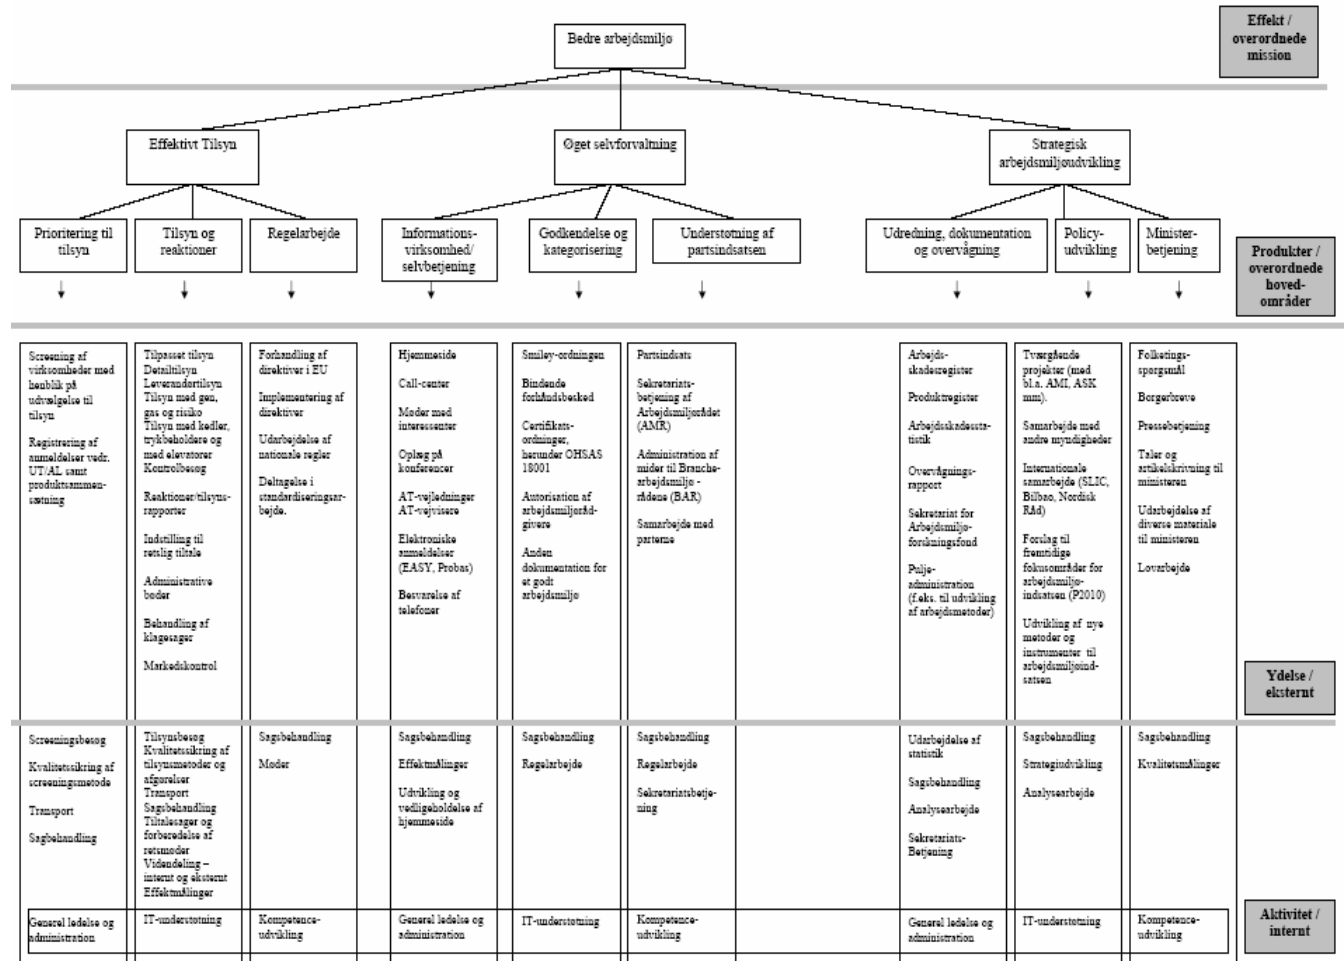 Effekt /
overordnede
mission
Bedre arbejdsmiljø
Effektivt Tilsyn
Øget selvforvaltning
Strategisk
arbejdsmiljøudvikling
Prioritering til
tilsyn
Tilsyn og
reaktioner
Regelarbejde
Informations-
virksomhed/
selvbetjening
Godkendelse og
kategorisering
Understøtning af
partsindsatsen
Udredning, dokumentation
og overvågning
Policy-
udvikling
Minister-
betjening
Produkter /
overordnede
hoved-
områder
Screening af
virksomheder med
henblik på
udvælgelse til
tilsyn
Registrering af
anmeldelser vedr.
UT/AL samt
produktsammen-
sætning
Tilpasset tilsyn
Detailtilsyn
Leverandørtilsyn
Tilsyn med gen,
gas og risiko
Tilsyn med kedler,
trykbeholdere og
med elevatorer
Kontrolbesøg
Reaktioner/tilsyns-
rapporter
Indstilling til
retslig tiltale
Administrative
bøder
Behandling af
klagesager
Markedskontrol
Forhandling af
direktiver i EU
Implementering af
direktiver
Udarbejdelse af
nationale regler
Deltagelse i
standardiseringsar-
bejde.
Hjemmeside
Call-center
Møder med
interessenter
Oplæg på
konferencer
AT-vejledninger
AT-vejvisere
Elektroniske
anmeldelser
(EASY, Probas)
Besvarelse af
telefoner
Smiley-ordningen
Bindende
forhåndsbesked
Certifikats-
ordninger,
herunder OHSAS
18001
Autorisation af
arbejdsmiljøråd-
givere
Anden
dokumentation for
et godt
arbejdsmiljø
Partsindsats
Sekretariats-
betjening af
Arbejdsmiljørådet
(AMR)
Administration af
mider til Branche-
arbejdsmiljø -
rådene (BAR)
Samarbejde med
parterne
Arbejds-
skadesregister
Produktregister
Arbejdsskadessta-
tistik
Overvågnings-
rapport
Sekretariat for
Arbejdsmiljø-
forskningsfond
Pulje-
administration
(f.eks. til udvikling
af arbejdsmetoder)
Tværgående
projekter (med
bl.a. AMI, ASK
mm).
Samarbejde med
andre myndigheder
Internationale
samarbejde (SLIC,
Bilbao, Nordisk
Råd)
Forslag til
fremtidige
fokusområder for
arbejdsmiljø-
indsatsen (P2010)
Udvikling af nye
metoder og
instrumenter til
arbejdsmiljøind-
satsen
Folketings-
spørgsmål
Borgerbreve
Pressebetjening
Taler og
artikelskrivning til
ministeren
Udarbejdelse af
diverse materiale
til ministeren
Lovarbejde
Ydelse /
eksternt
Screeningsbesøg
Kvalitetssikring af
screeningsmetode
Transport
Sagbehandling
Tilsynsbesøg
Kvalitetssikring af
tilsynsmetoder og
afgørelser
Transport
Sagsbehandling
Tiltalesager og
forberedelse af
retsmøder
Videndeling –
internt og eksternt
Effektmålinger
Sagsbehandling
Møder
Sagsbehandling
Effektmålinger
Udvikling og
vedligeholdelse af
hjemmeside
Sagsbehandling
Regelarbejde
Sagsbehandling
Regelarbejde
Sekretariatsbetje-
ning
Udarbejdelse af
statistik
Sagsbehandling
Analysearbejde
Sekretariats-
Betjening
Sagsbehandling
Strategiudvikling
Analysearbejde
Sagsbehandling
Kvalitetsmålinger
Generel ledelse og
administration
IT-understøtning
Kompetence-
udvikling
Generel ledelse og
administration
IT-understøtning
Kompetence-
udvikling
Generel ledelse og
administration
IT-understøtning
Kompetence-
udvikling
Aktivitet /
internt